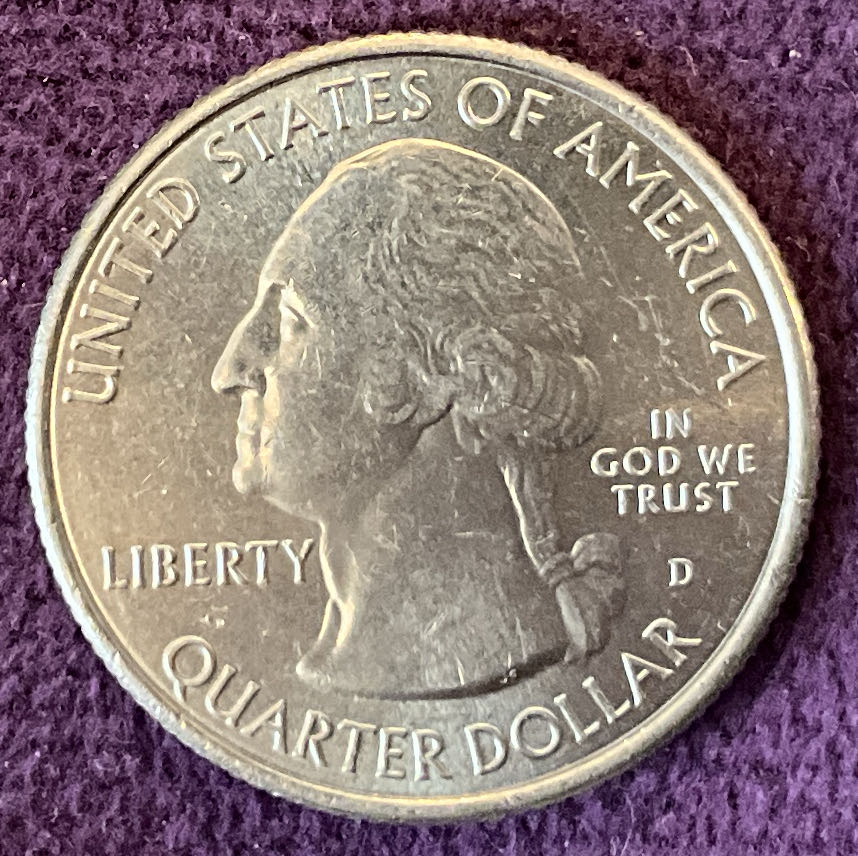 UNITED STATES OF AMERICA
IN
GOD WE
TRUST
LIBERTY
D
QUARTER DOLLAR